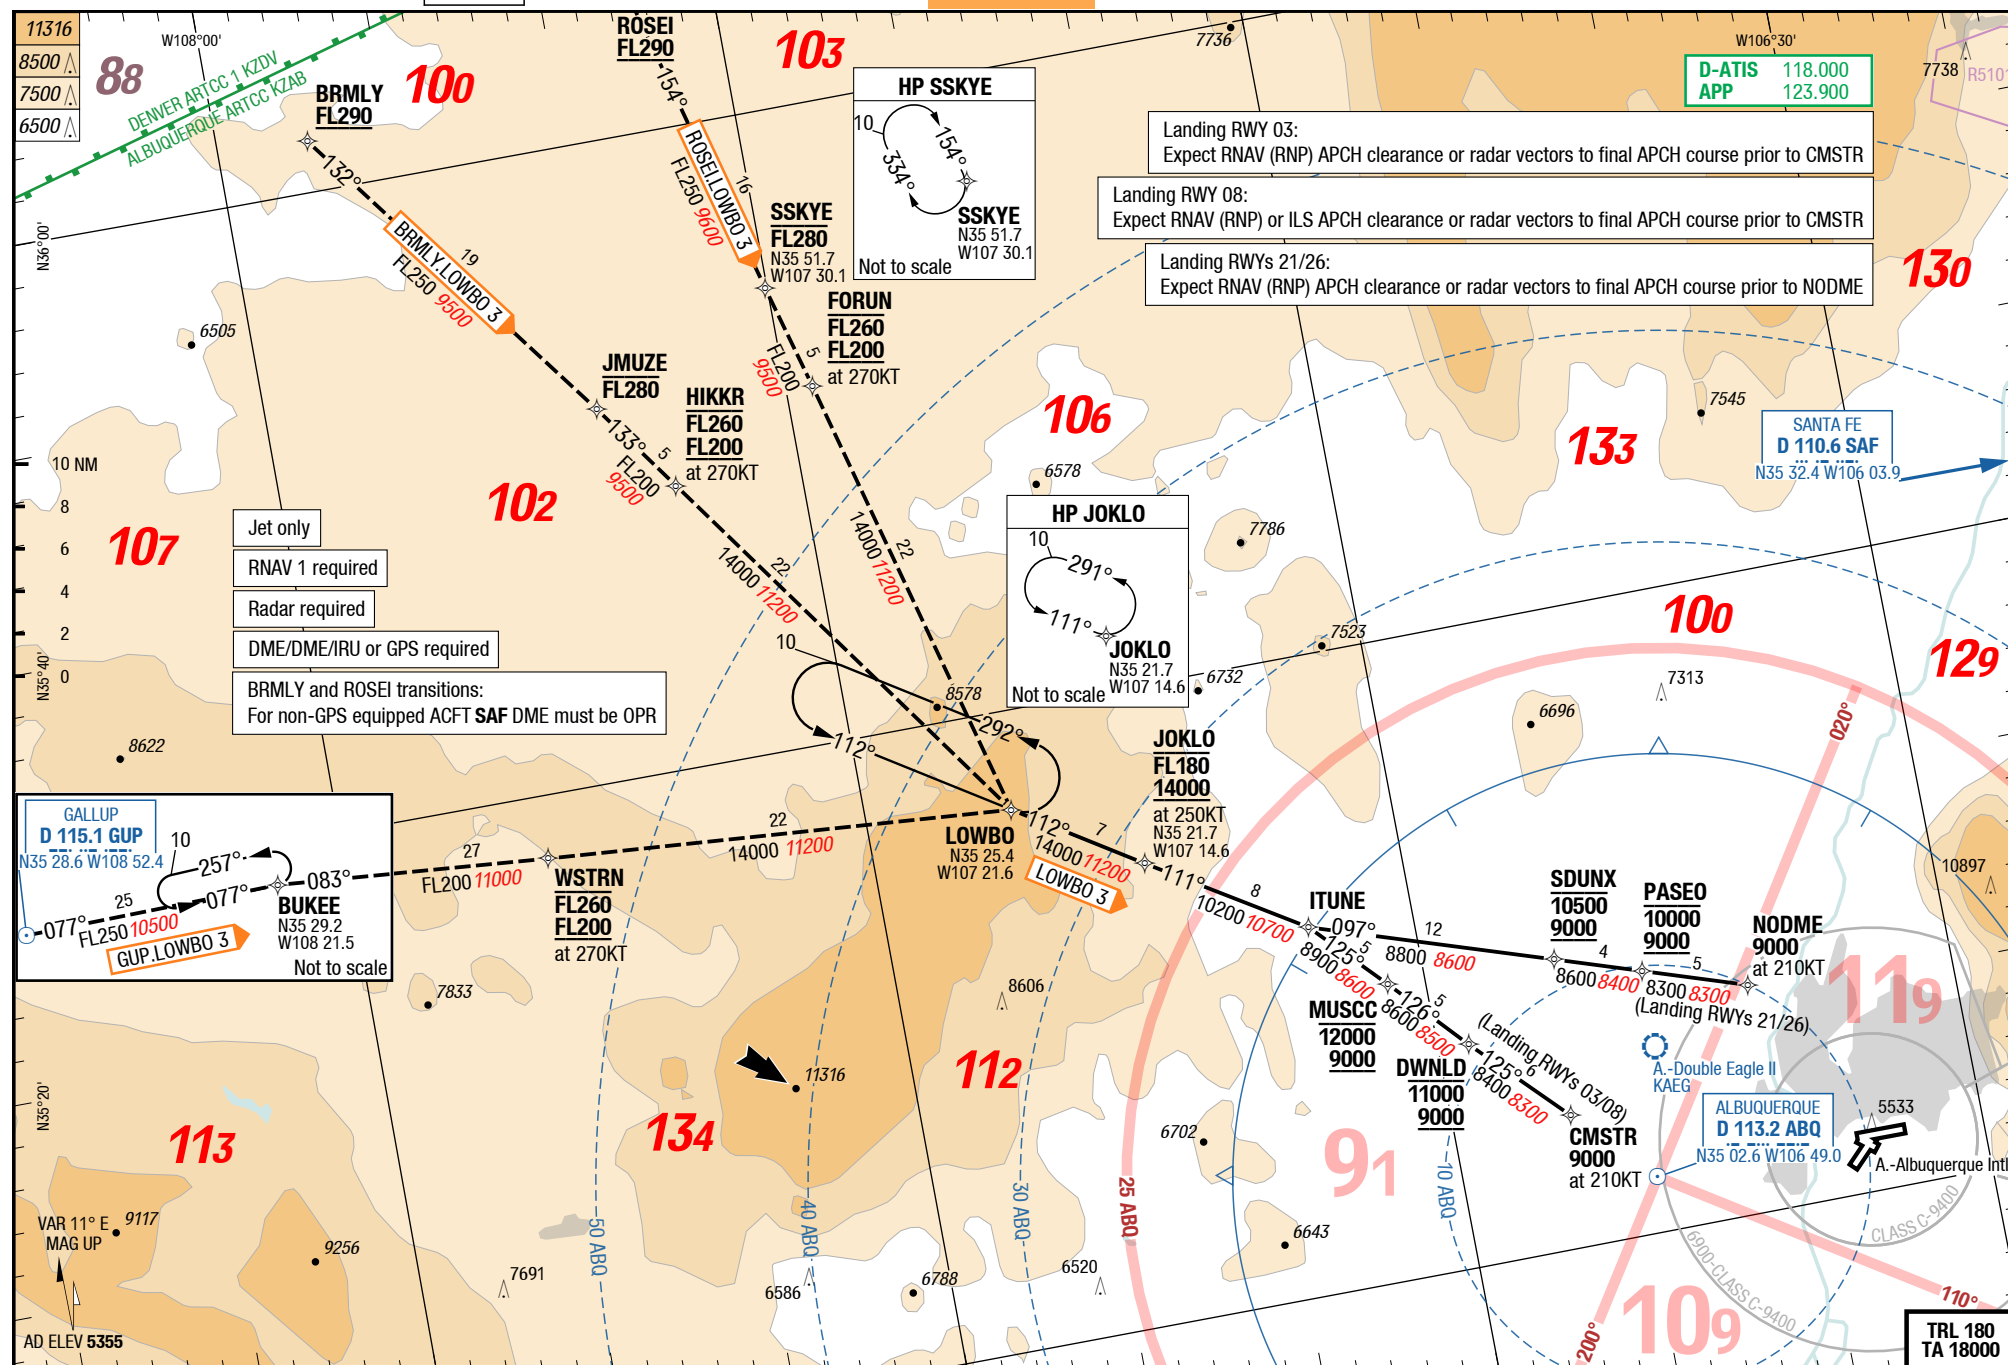 11316
8500
7500
6500
88
W108°00'
DENVER ARTCC 1 KZDV
ALBUQUERQUE ARTCC KZAB
100
BRMLY
FL290
132°
BRMLY.LOWBO 3
19
FL250 9500
ROSEI
FL290
154°
ROSEI.LOWBO 3
16
FL250 9600
103
HP SSKYE
10
154°
334°
SSKYE
N35 51.7
W107 30.1
Not to scale
SSKYE
FL280
N35 51.7
W107 30.1
FORUN
FL260
FL200
at 270KT
5
FL200
9500
7736
W106°30'
D-ATIS 118.000
APP 123.900
7738
R5101
Landing RWY 03:
Expect RNAV (RNP) APCH clearance or radar vectors to final APCH course prior to CMSTR
Landing RWY 08:
Expect RNAV (RNP) or ILS APCH clearance or radar vectors to final APCH course prior to CMSTR
Landing RWYs 21/26:
Expect RNAV (RNP) APCH clearance or radar vectors to final APCH course prior to NODME
130
N36°00'
6505
JMUZE
FL280
133°
5
FL200
9500
HIKKR
FL260
FL200
at 270KT
106
6578
7545
133
SANTA FE
D 110.6 SAF
N35 32.4 W106 03.9
10 NM
8
6
4
2
0
102
107
Jet only
RNAV 1 required
Radar required
DME/DME/IRU or GPS required
BRMLY and ROSEI transitions:
For non-GPS equipped ACFT SAF DME must be OPR
22
14000 11200
22
14000 11200
HP JOKLO
10
291°
111°
JOKLO
N35 21.7
W107 14.6
Not to scale
7786
7523
6732
100
129
7313
6696
020°
N35°40'
8622
10
8578
292°
112°
JOKLO
FL180
14000
at 250KT
N35 21.7
W107 14.6
GALLUP
D 115.1 GUP
N35 28.6 W108 52.4
10
257°
077°
25
077°
FL250 10500
GUP.LOWBO 3
083°
BUKEE
N35 29.2
W108 21.5
Not to scale
27
FL200 11000
WSTRN
FL260
FL200
at 270KT
22
14000 11200
LOWBO
N35 25.4
W107 21.6
112°
7
14000 11200
LOWBO 3
111°
8
10200 10700
ITUNE
097°
12
8800 8600
SDUNX
10500
9000
4
8600 8400
PASEO
10000
9000
5
8300 8300
(Landing RWYs 21/26)
NODME
9000
at 210KT
10897
125°
5
8900 8600
MUSCC
12000
9000
126°
5
8600 8500
DWNLD
11000
9000
(Landing RWYs 03/08)
125°
6
8400 8300
CMSTR
9000
at 210KT
119
A.-Double Eagle II
KAEG
ALBUQUERQUE
D 113.2 ABQ
N35 02.6 W106 49.0
5533
A.-Albuquerque Intl
CLASS C-9400
6900-CLASS C-9400
7833
8606
11316
112
134
113
N35°20'
6702
91
6643
109
110°
200°
50 ABQ
40 ABQ
30 ABQ
25 ABQ
10 ABQ
VAR 11° E
MAG UP
9117
9256
7691
6586
6788
6520
AD ELEV 5355
TRL 180
TA 18000